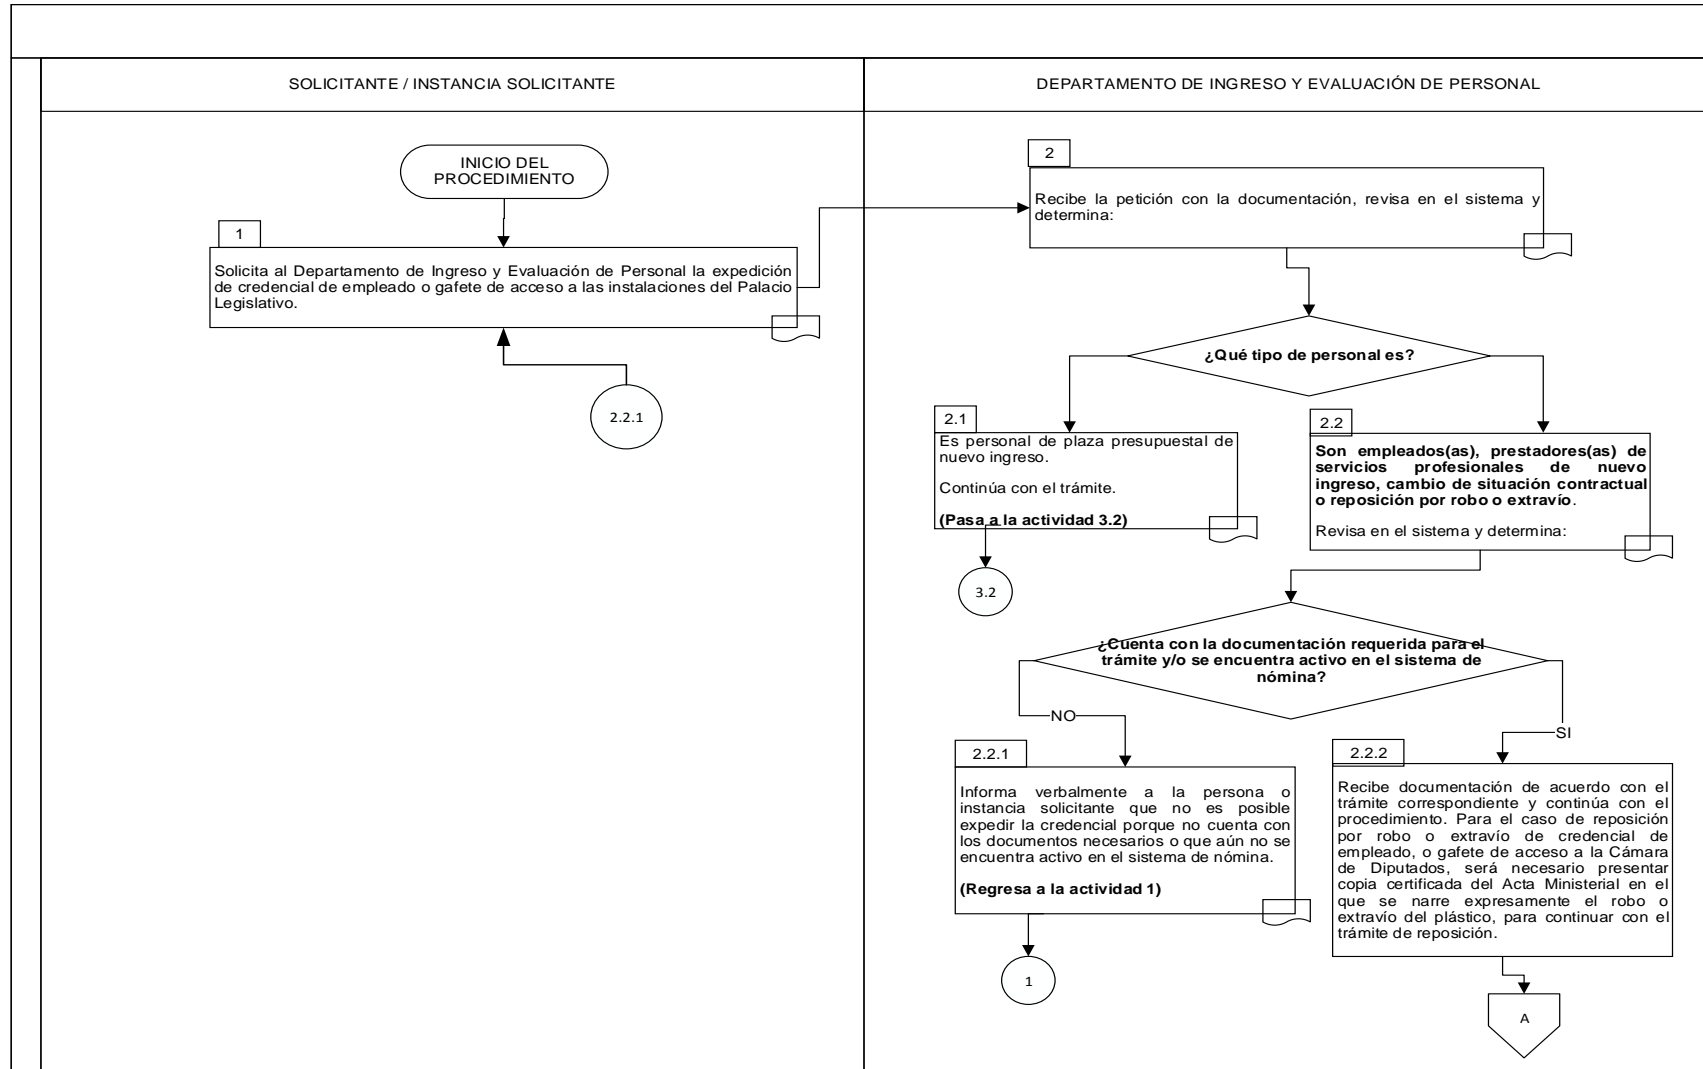 SOLICITANTE / INSTANCIA SOLICITANTE
DEPARTAMENTO DE INGRESO Y EVALUACIÓN DE PERSONAL
INICIO DEL
PROCEDIMIENTO
1
Solicita al Departamento de Ingreso y Evaluación de Personal la expedición
de credencial de empleado o gafete de acceso a las instalaciones del Palacio
Legislativo.
2.2.1
2
Recibe la petición con la documentación, revisa en el sistema y
determina:
¿Qué tipo de personal es?
2.1
Es personal de plaza presupuestal de
nuevo ingreso.
Continúa con el trámite.
(Pasa a la actividad 3.2)
3.2
2.2
Son empleados(as), prestadores(as) de
servicios profesionales de nuevo
ingreso, cambio de situación contractual
o reposición por robo o extravío.
Revisa en el sistema y determina:
¿Cuenta con la documentación requerida para el
trámite y/o se encuentra activo en el sistema de
nómina?
NO
SI
2.2.1
Informa verbalmente a la persona o
instancia solicitante que no es posible
expedir la credencial porque no cuenta con
los documentos necesarios o que aún no se
encuentra activo en el sistema de nómina.
(Regresa a la actividad 1)
1
2.2.2
Recibe documentación de acuerdo con el
trámite correspondiente y continúa con el
procedimiento. Para el caso de reposición
por robo o extravío de credencial de
empleado, o gafete de acceso a la Cámara
de Diputados, será necesario presentar
copia certificada del Acta Ministerial en el
que se narre expresamente el robo o
extravío del plástico, para continuar con el
trámite de reposición.
A